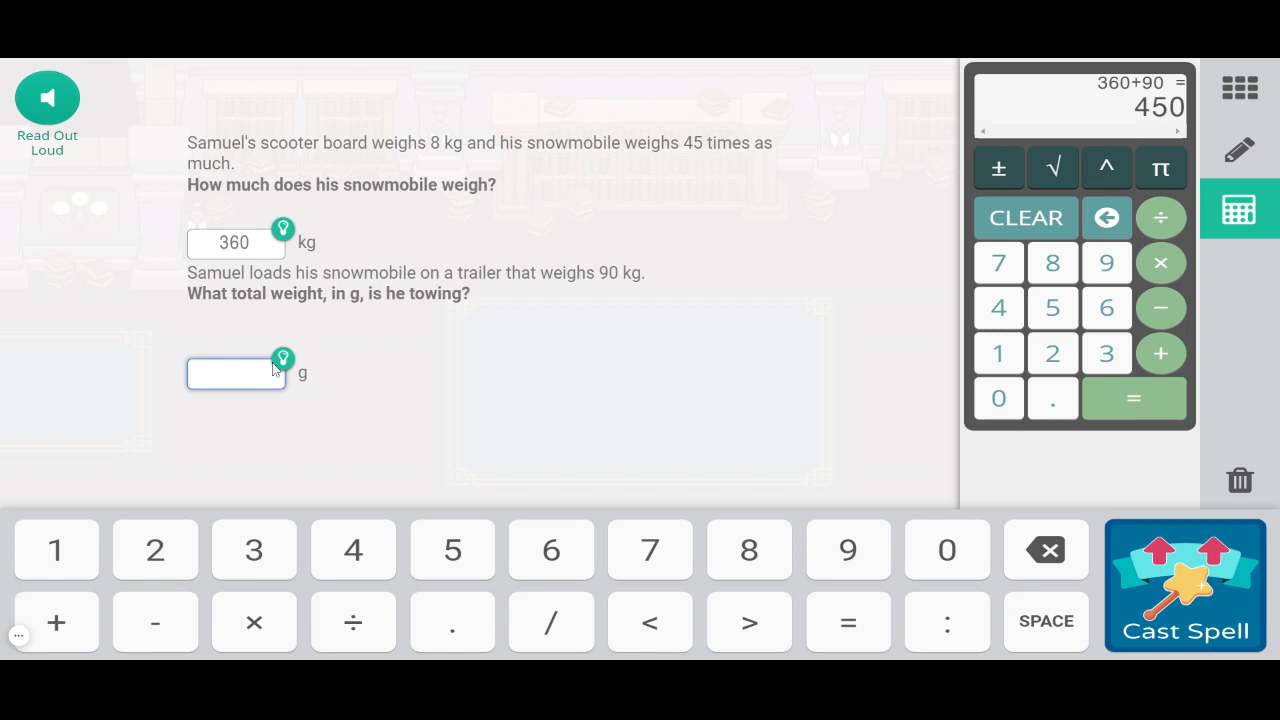 Read Out
Loud
Samuel's scooter board weighs 8 kg and his snowmobile weighs 45 times as
much.
How much does his snowmobile weigh?
360 kg
Samuel loads his snowmobile on a trailer that weighs 90 kg.
What total weight, in g, is he towing?
g
360+90 =
450
± √ ^ π
CLEAR ÷
7 8 9 ×
4 5 6 −
1 2 3 +
0 . =
1 2 3 4 5 6 7 8 9 0
+ - × ÷ . / < > = : SPACE
Cast Spell